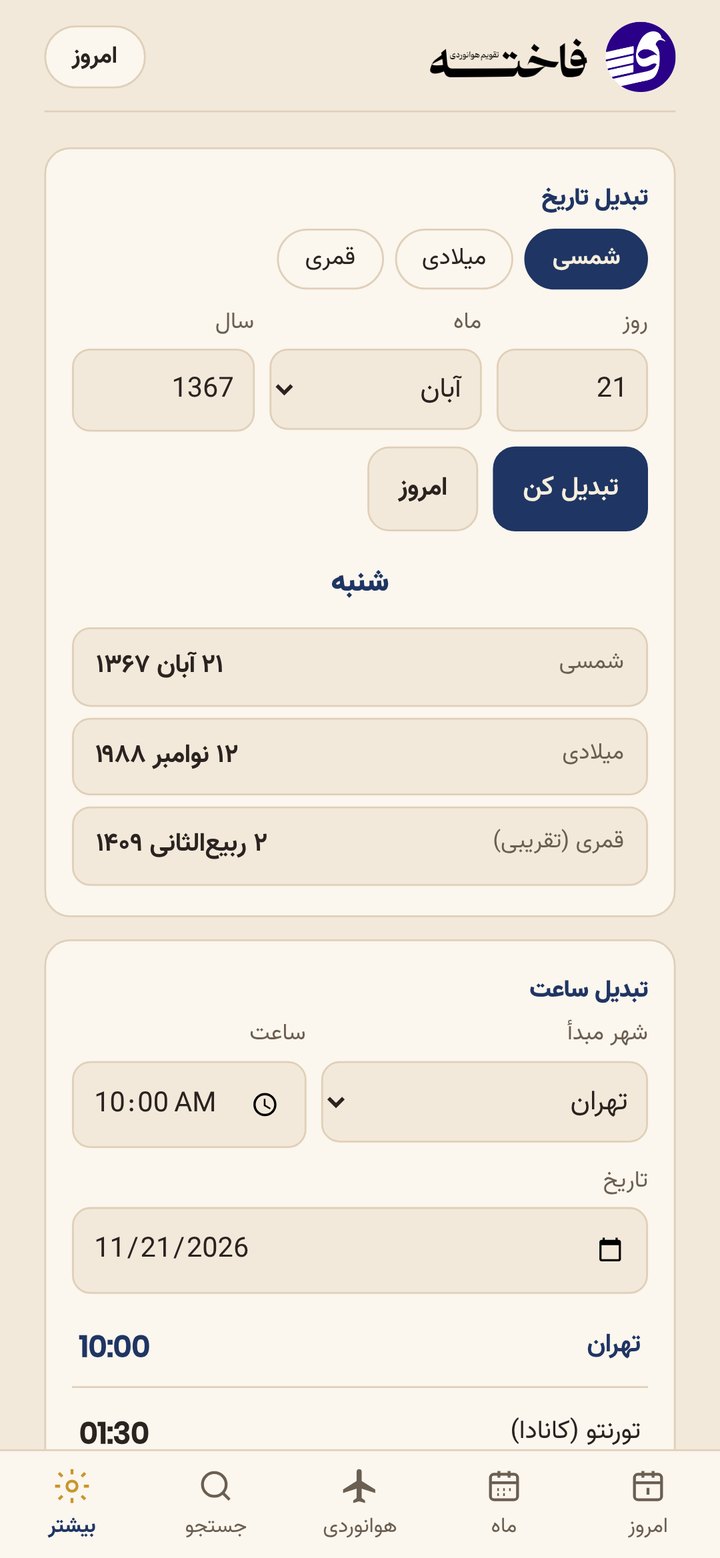 فاخته
تقویم هوانوردی
امروز
تبدیل تاریخ
شمسی میلادی قمری
روز ماه سال
21 آبان 1367
تبدیل کن امروز
شنبه
شمسی ۲۱ آبان ۱۳۶۷
میلادی ۱۲ نوامبر ۱۹۸۸
قمری (تقریبی) ۲ ربیع‌الثانی ۱۴۰۹
تبدیل ساعت
شهر مبدأ ساعت
تهران 10:00 AM
تاریخ
11/21/2026
تهران 10:00
تورنتو (کانادا) 01:30
امروز ماه هوانوردی جستجو بیشتر